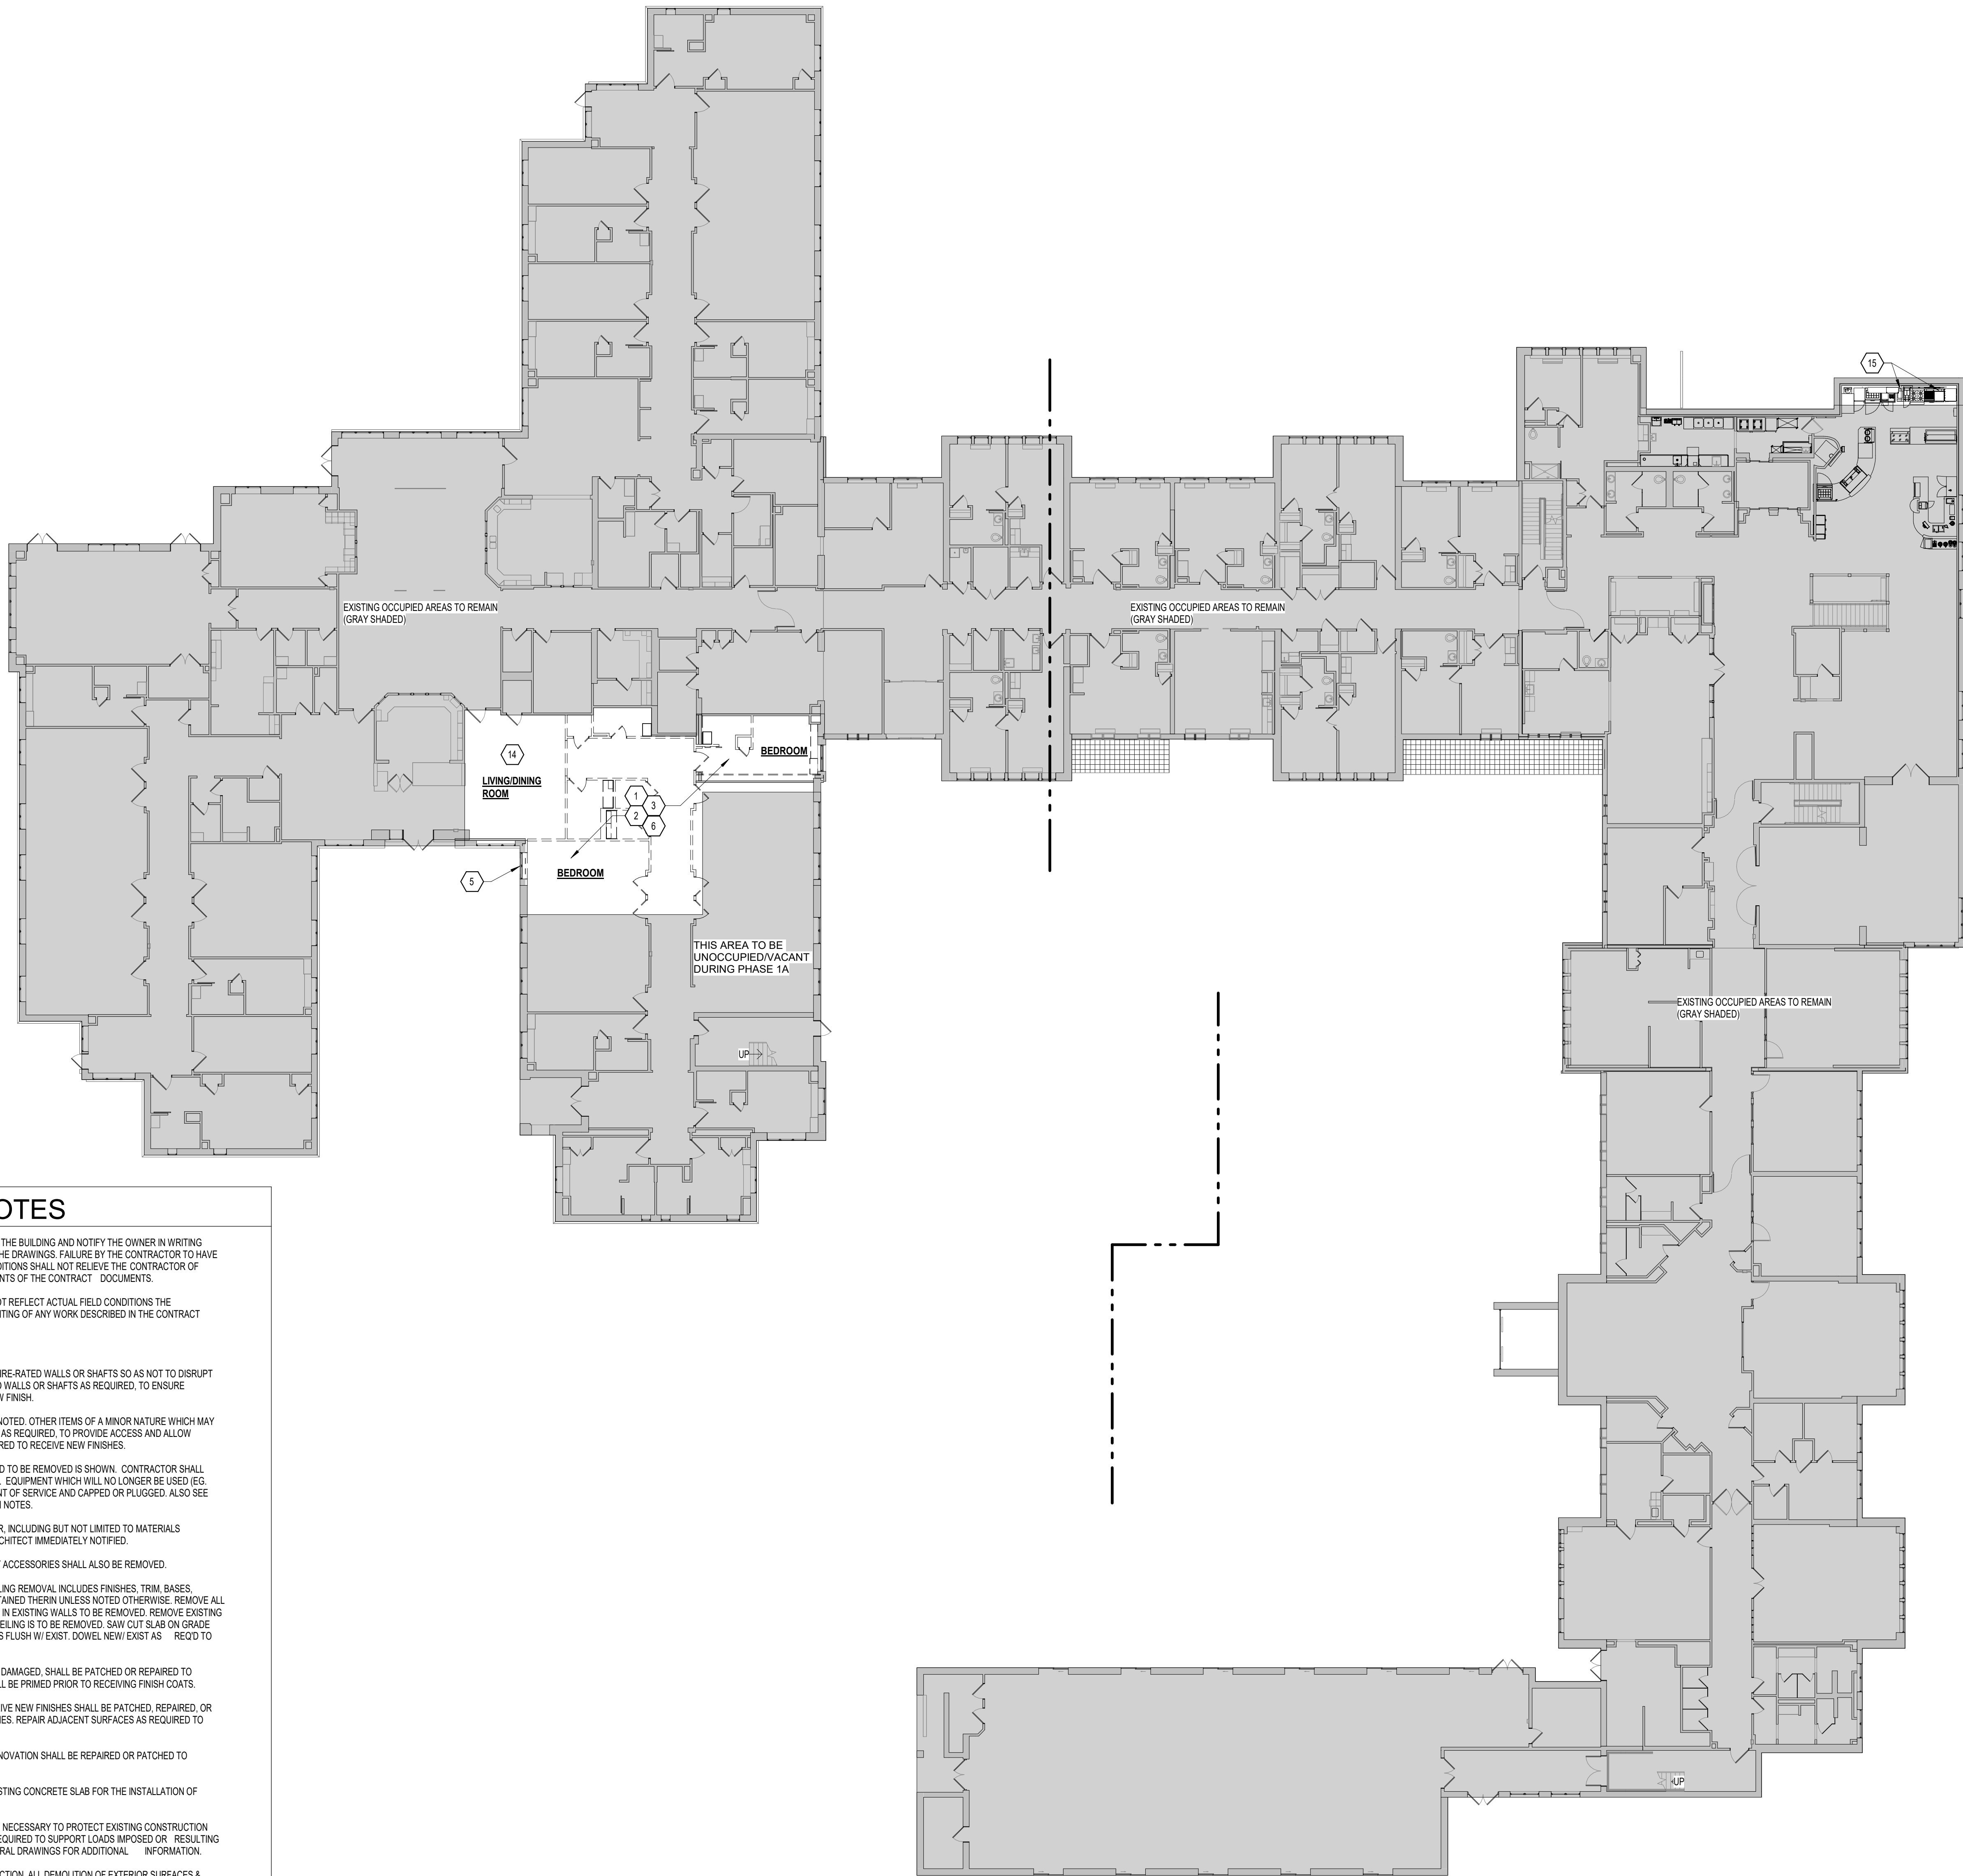 15
EXISTING OCCUPIED AREAS TO REMAIN
(GRAY SHADED)
EXISTING OCCUPIED AREAS TO REMAIN
(GRAY SHADED)
14
LIVING/DINING
ROOM
BEDROOM
1
3
2
6
5
BEDROOM
THIS AREA TO BE
UNOCCUPIED/VACANT
DURING PHASE 1A
EXISTING OCCUPIED AREAS TO REMAIN
(GRAY SHADED)
UP
UP
OTES
THE BUILDING AND NOTIFY THE OWNER IN WRITING
HE DRAWINGS. FAILURE BY THE CONTRACTOR TO HAVE
DITIONS SHALL NOT RELIEVE THE CONTRACTOR OF
NTS OF THE CONTRACT DOCUMENTS.
OT REFLECT ACTUAL FIELD CONDITIONS THE
ITING OF ANY WORK DESCRIBED IN THE CONTRACT
IRE-RATED WALLS OR SHAFTS SO AS NOT TO DISRUPT
D WALLS OR SHAFTS AS REQUIRED, TO ENSURE
W FINISH.
NOTED. OTHER ITEMS OF A MINOR NATURE WHICH MAY
AS REQUIRED, TO PROVIDE ACCESS AND ALLOW
RED TO RECEIVE NEW FINISHES.
D TO BE REMOVED IS SHOWN. CONTRACTOR SHALL
. EQUIPMENT WHICH WILL NO LONGER BE USED (EG.
NT OF SERVICE AND CAPPED OR PLUGGED. ALSO SEE
N NOTES.
R, INCLUDING BUT NOT LIMITED TO MATERIALS
CHITECT IMMEDIATELY NOTIFIED.
T ACCESSORIES SHALL ALSO BE REMOVED.
LING REMOVAL INCLUDES FINISHES, TRIM, BASES,
TAINED THERIN UNLESS NOTED OTHERWISE. REMOVE ALL
IN EXISTING WALLS TO BE REMOVED. REMOVE EXISTING
EILING IS TO BE REMOVED. SAW CUT SLAB ON GRADE
S FLUSH W/ EXIST. DOWEL NEW/ EXIST AS REQ'D TO
DAMAGED, SHALL BE PATCHED OR REPAIRED TO
LL BE PRIMED PRIOR TO RECEIVING FINISH COATS.
IVE NEW FINISHES SHALL BE PATCHED, REPAIRED, OR
HES. REPAIR ADJACENT SURFACES AS REQUIRED TO
NOVATION SHALL BE REPAIRED OR PATCHED TO
STING CONCRETE SLAB FOR THE INSTALLATION OF
NECESSARY TO PROTECT EXISTING CONSTRUCTION
EQUIRED TO SUPPORT LOADS IMPOSED OR RESULTING
RAL DRAWINGS FOR ADDITIONAL INFORMATION.
CTION, ALL DEMOLITION OF EXTERIOR SURFACES &